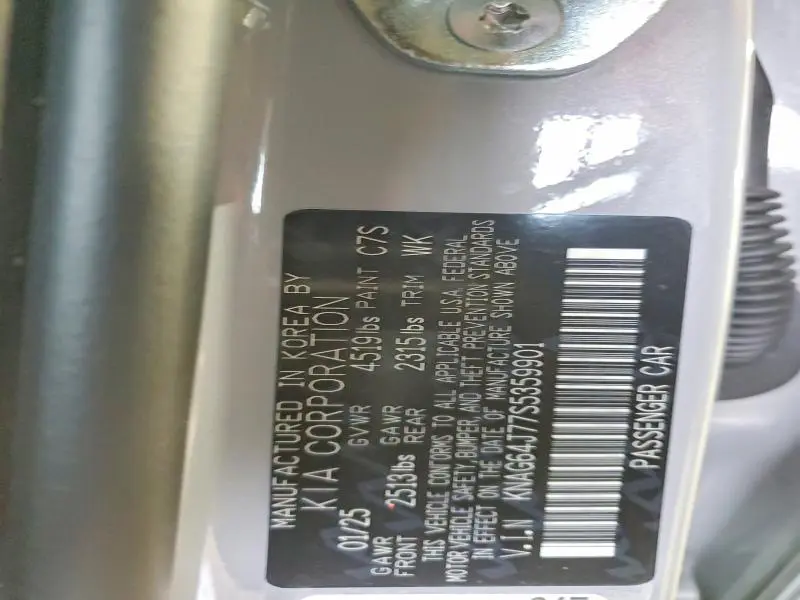 MANUFACTURED IN KOREA BY
KIA CORPORATION
01/25 GVWR 4519lbs PAINT C7S
GAWR FRONT 2513lbs GAWR REAR 2315lbs TRIM WK
THIS VEHICLE CONFORMS TO ALL APPLICABLE U.S.A. FEDERAL
MOTOR VEHICLE SAFETY, BUMPER AND THEFT PREVENTION STANDARDS
IN EFFECT ON THE DATE OF MANUFACTURE SHOWN ABOVE
V.I.N KNAG64J77S5359901
PASSENGER CAR